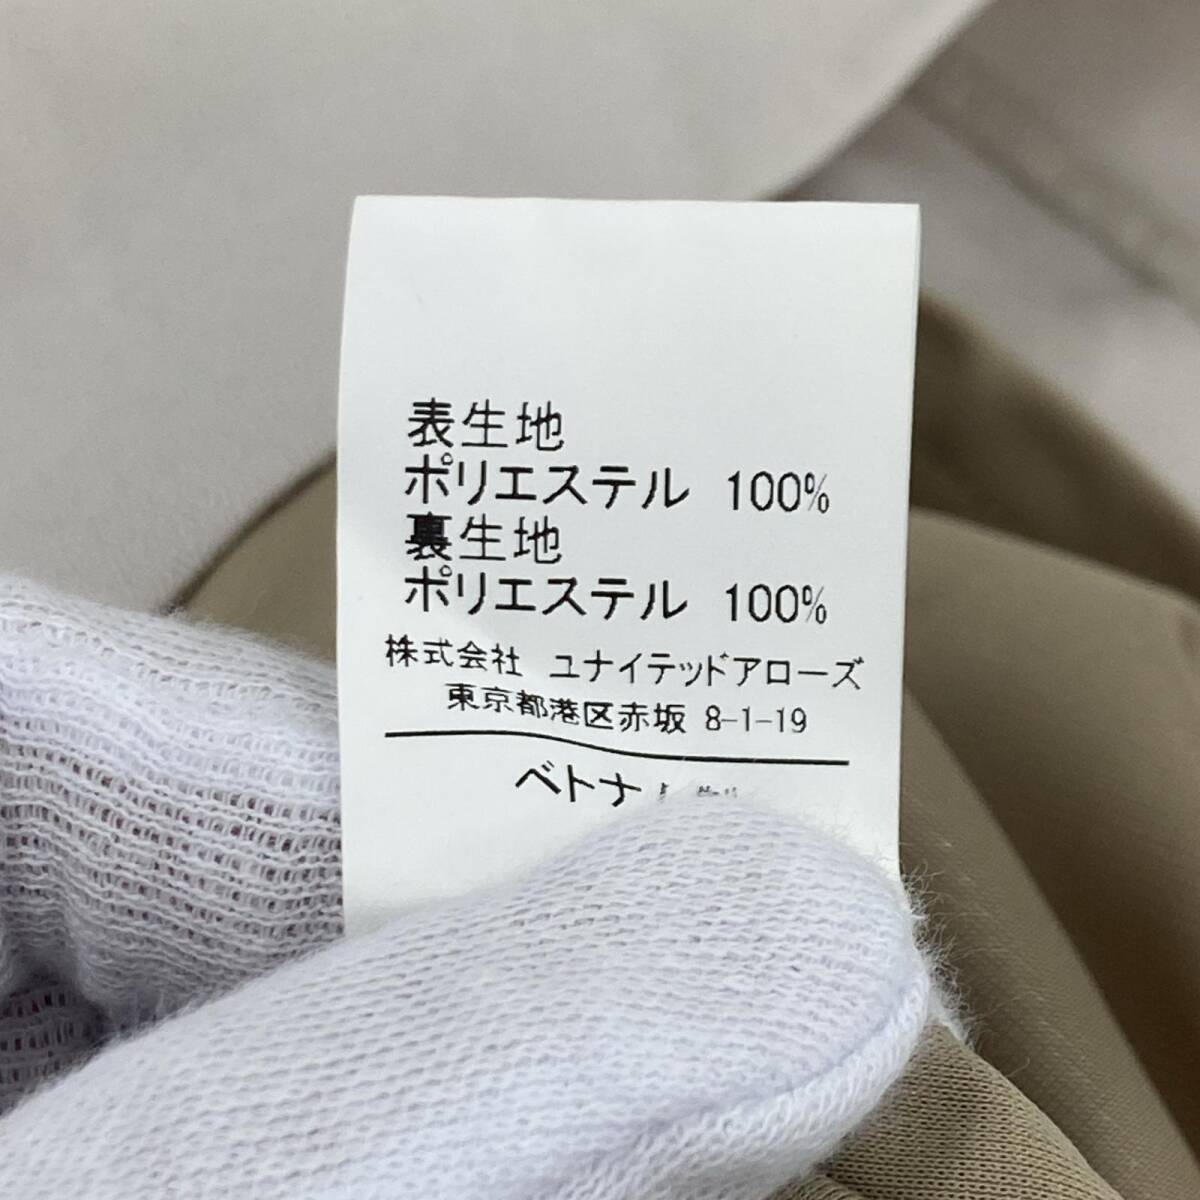 表生地
ポリエステル 100%
裏生地
ポリエステル 100%
株式会社 ユナイテッドアローズ
東京都港区赤坂 8-1-19
ベトナ